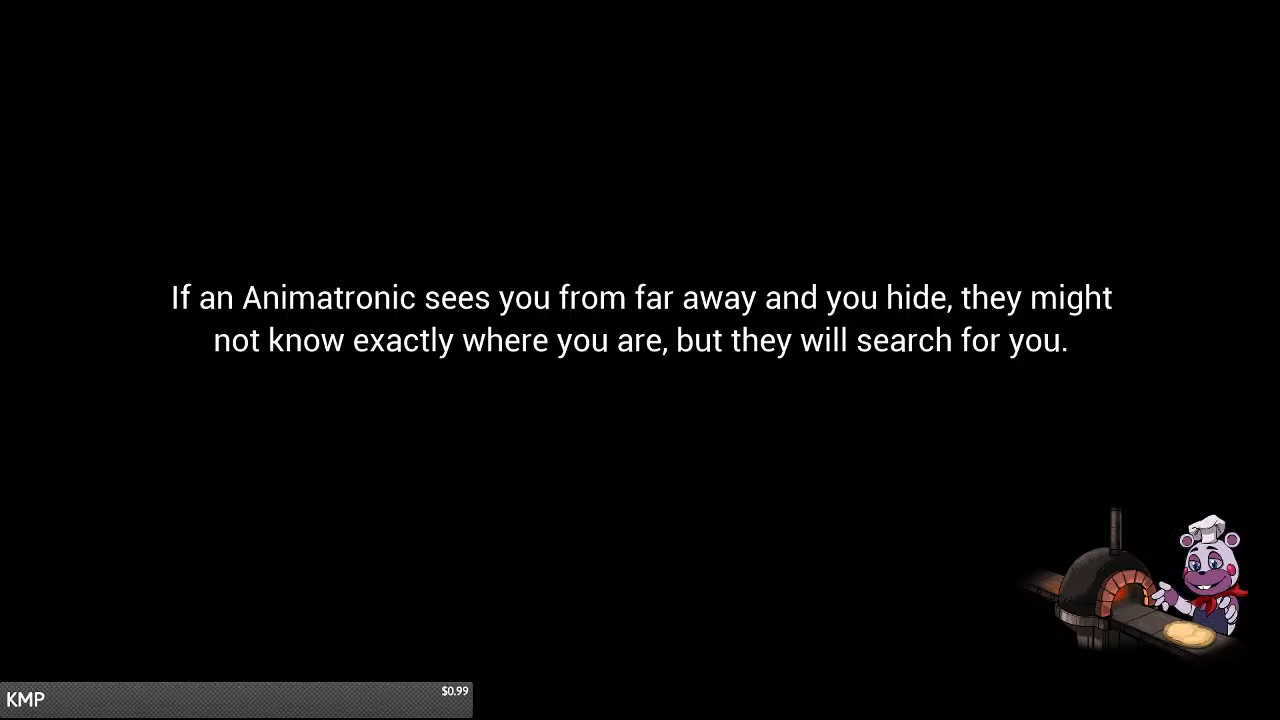 If an Animatronic sees you from far away and you hide, they might
not know exactly where you are, but they will search for you.
KMP
$0.99